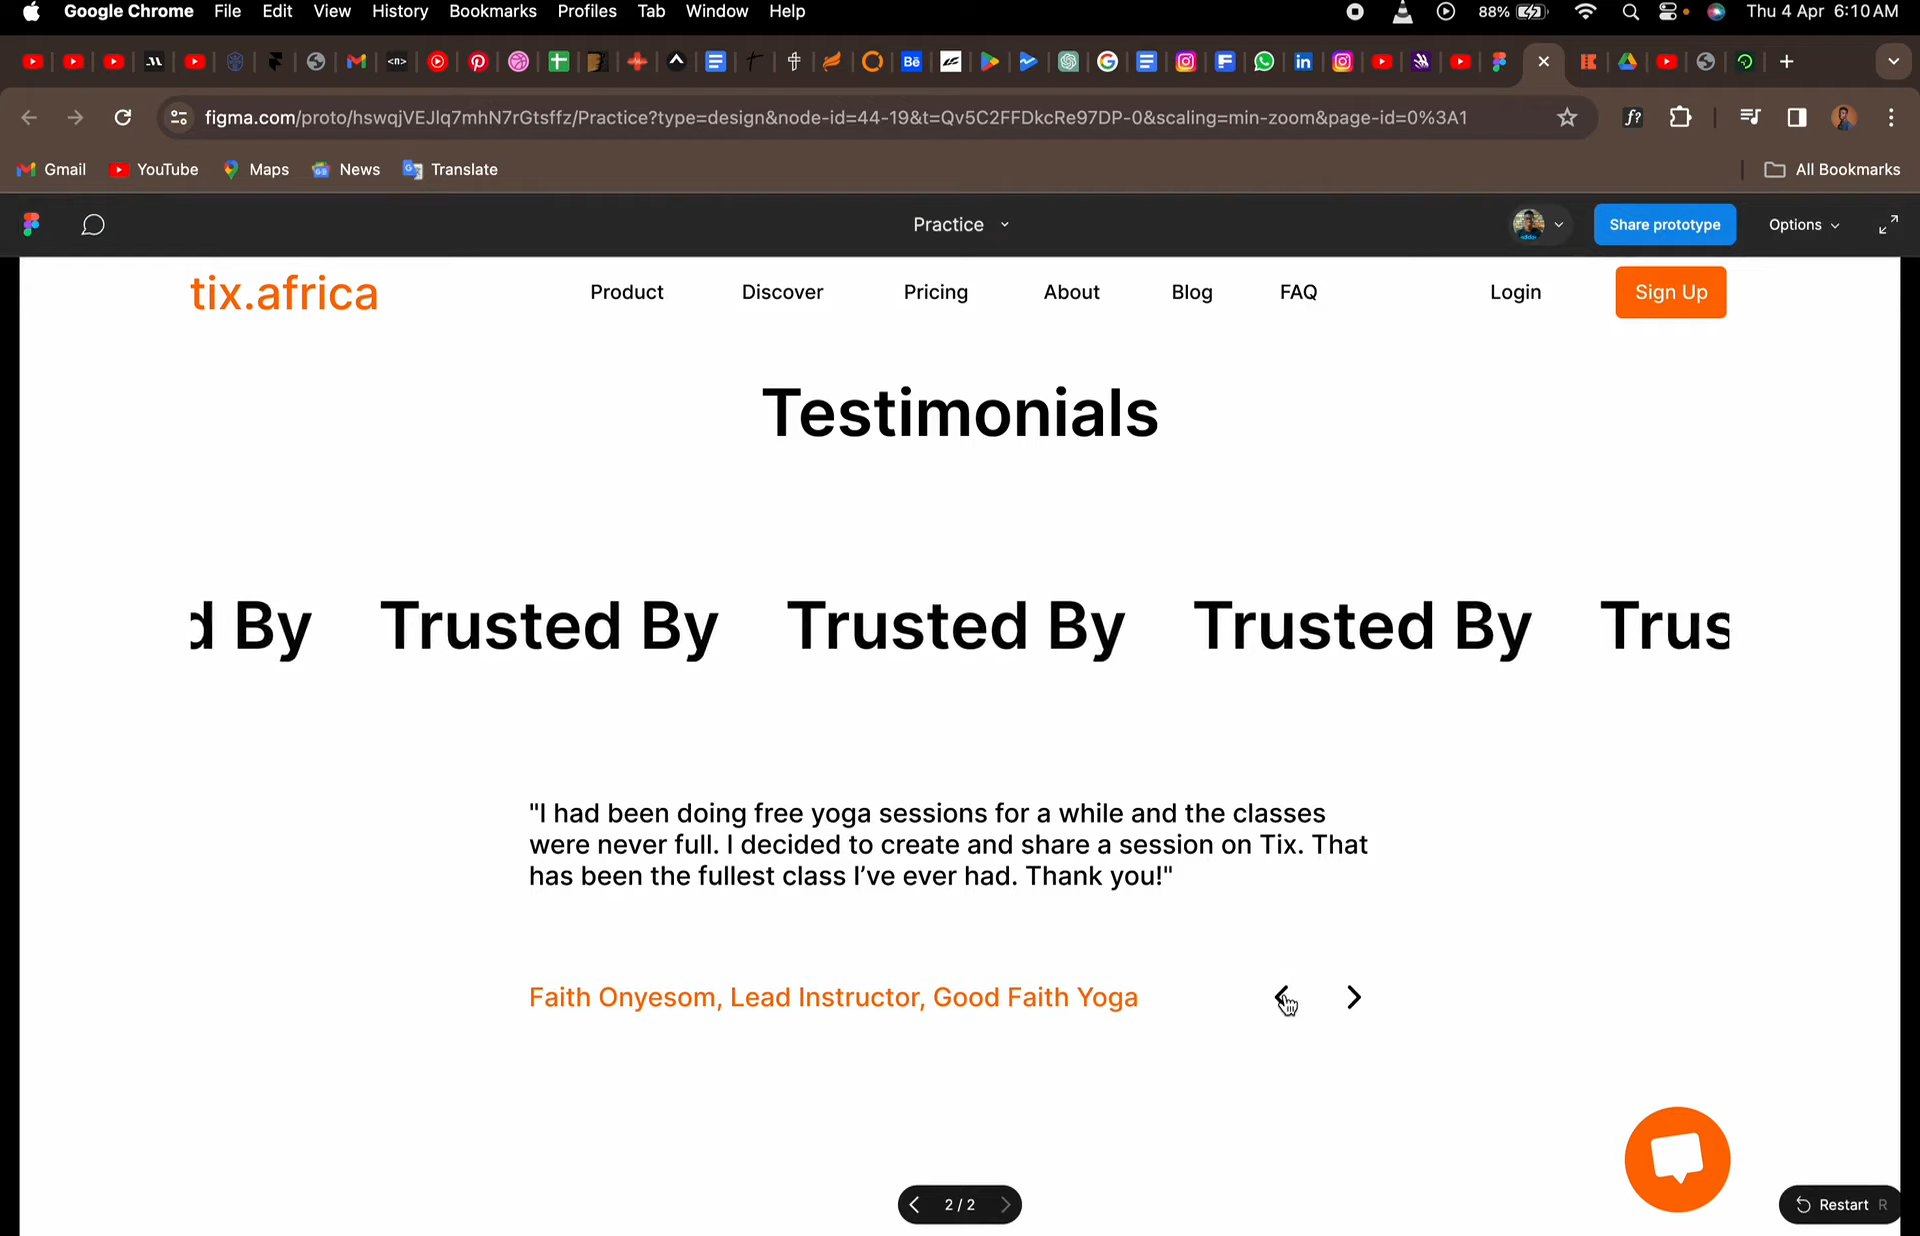 Google Chrome File Edit View History Bookmarks Profiles Tab Window Help 88% Thu 4 Apr 6:10 AM
figma.com/proto/hswqjVEJlq7mhN7rGtsffz/Practice?type=design&node-id=44-19&t=Qv5C2FFDkcRe97DP-0&scaling=min-zoom&page-id=0%3A1
Gmail YouTube Maps News Translate All Bookmarks
Practice Share prototype Options
tix.africa Product Discover Pricing About Blog FAQ Login Sign Up
Testimonials
d By Trusted By Trusted By Trusted By Trus
"I had been doing free yoga sessions for a while and the classes
were never full. I decided to create and share a session on Tix. That
has been the fullest class I've ever had. Thank you!"
Faith Onyesom, Lead Instructor, Good Faith Yoga
2 / 2 Restart R